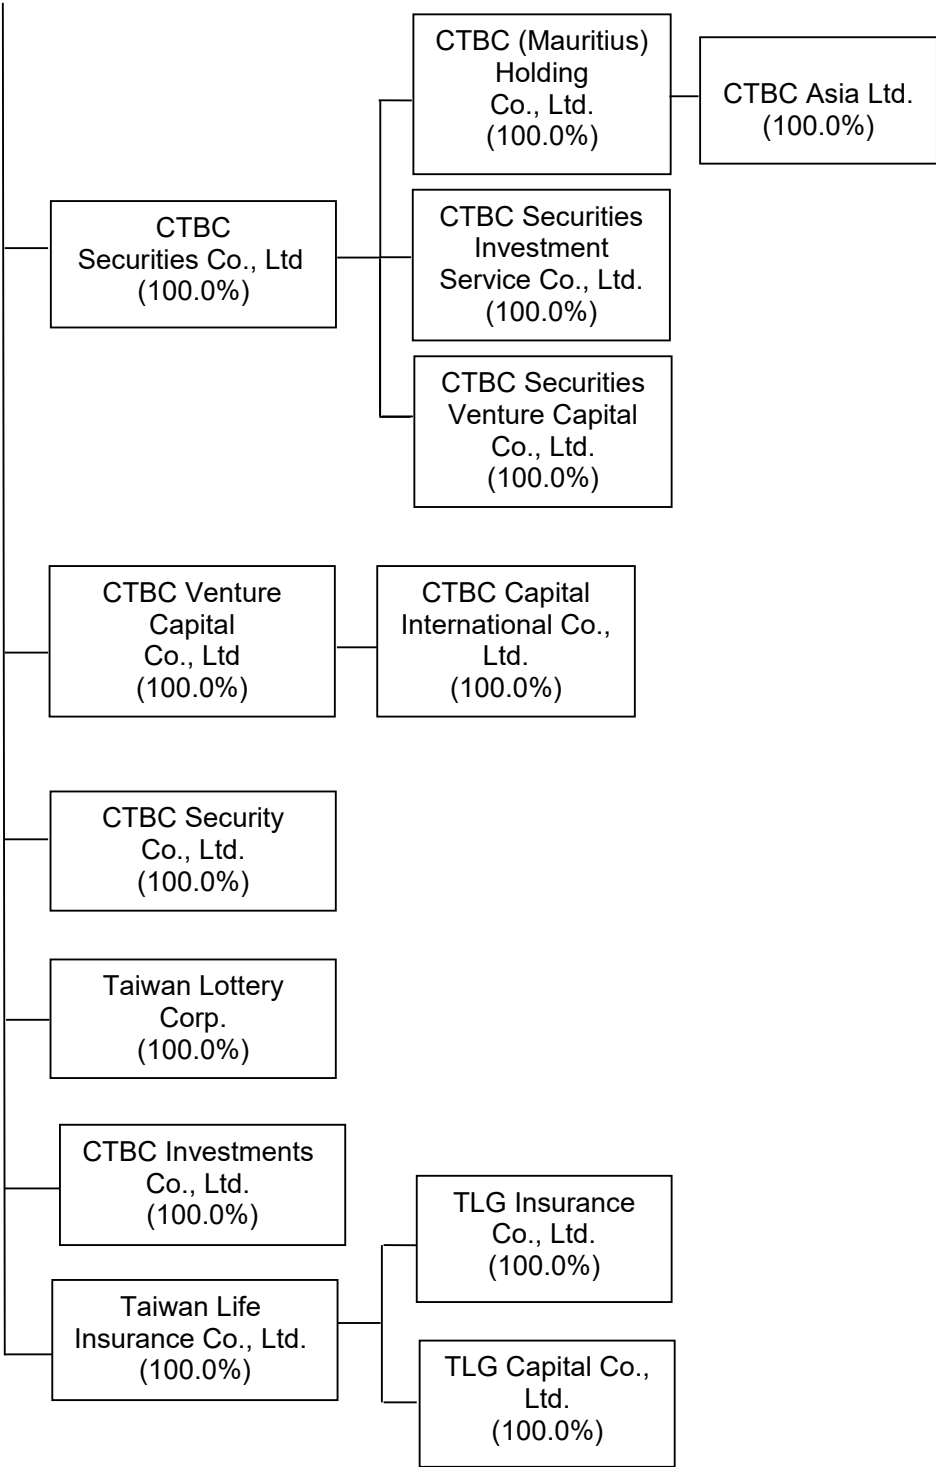 CTBC (Mauritius)
Holding
Co., Ltd.
(100.0%)
CTBC Asia Ltd.
(100.0%)
CTBC
Securities Co., Ltd
(100.0%)
CTBC Securities
Investment
Service Co., Ltd.
(100.0%)
CTBC Securities
Venture Capital
Co., Ltd.
(100.0%)
CTBC Venture
Capital
Co., Ltd
(100.0%)
CTBC Capital
International Co.,
Ltd.
(100.0%)
CTBC Security
Co., Ltd.
(100.0%)
Taiwan Lottery
Corp.
(100.0%)
CTBC Investments
Co., Ltd.
(100.0%)
TLG Insurance
Co., Ltd.
(100.0%)
Taiwan Life
Insurance Co., Ltd.
(100.0%)
TLG Capital Co.,
Ltd.
(100.0%)